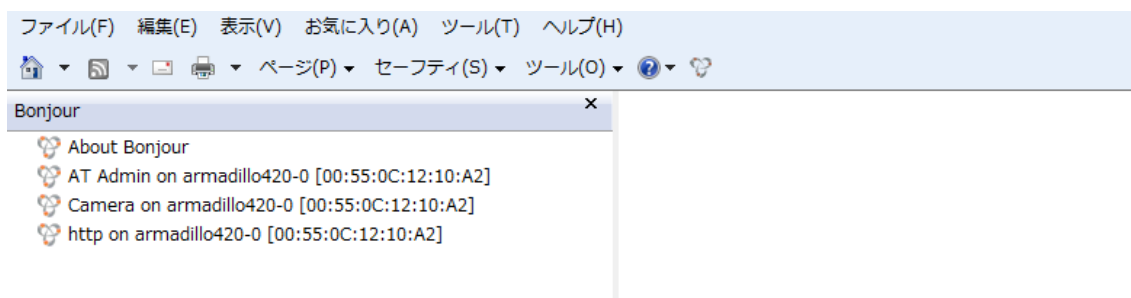 ファイル(F) 編集(E) 表示(V) お気に入り(A) ツール(T) ヘルプ(H)
ページ(P) セーフティ(S) ツール(O)
Bonjour
About Bonjour
AT Admin on armadillo420-0 [00:55:0C:12:10:A2]
Camera on armadillo420-0 [00:55:0C:12:10:A2]
http on armadillo420-0 [00:55:0C:12:10:A2]